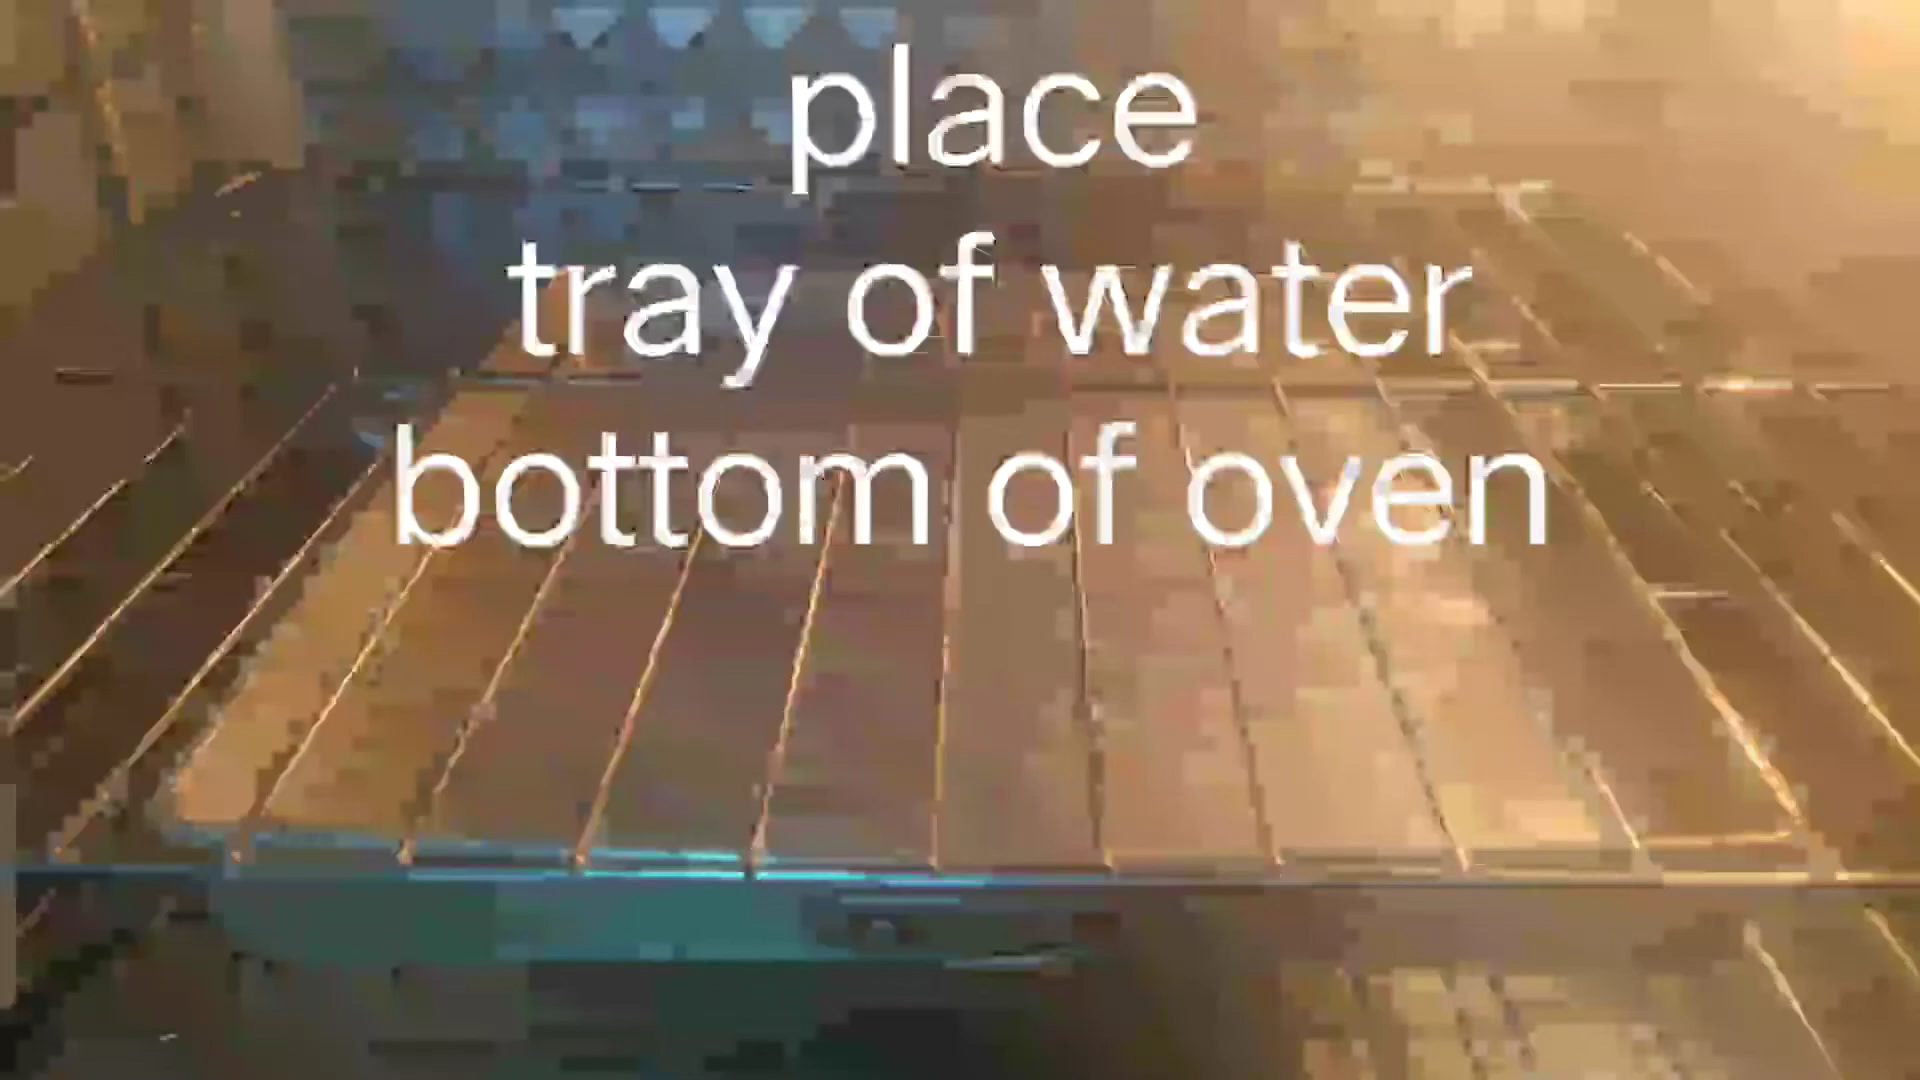 place
tray of water
bottom of oven